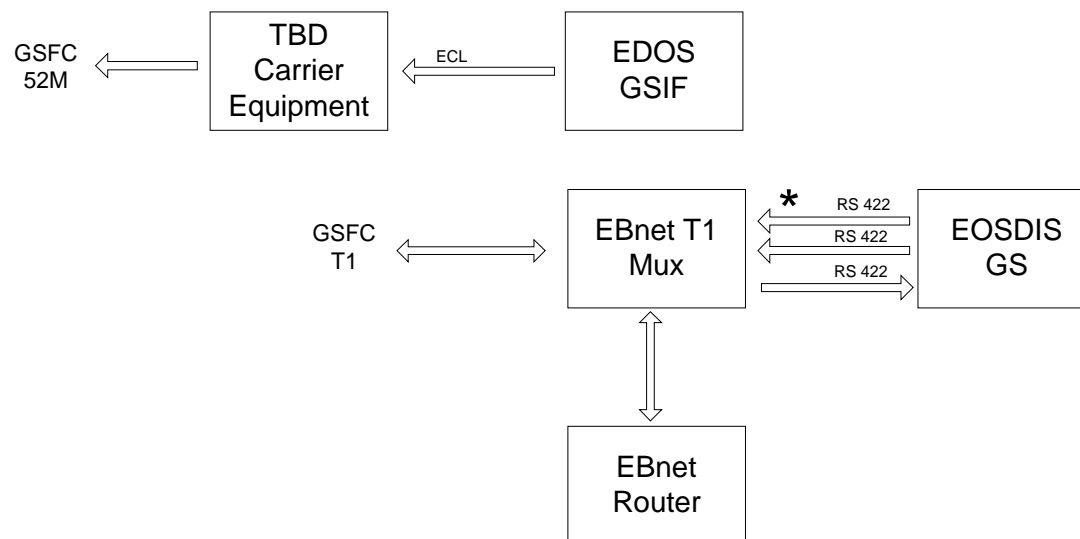 GSFC
52M
TBD
Carrier
Equipment
ECL
EDOS
GSIF
GSFC
T1
EBnet T1
Mux
*
RS 422
RS 422
RS 422
EOSDIS
GS
EBnet
Router